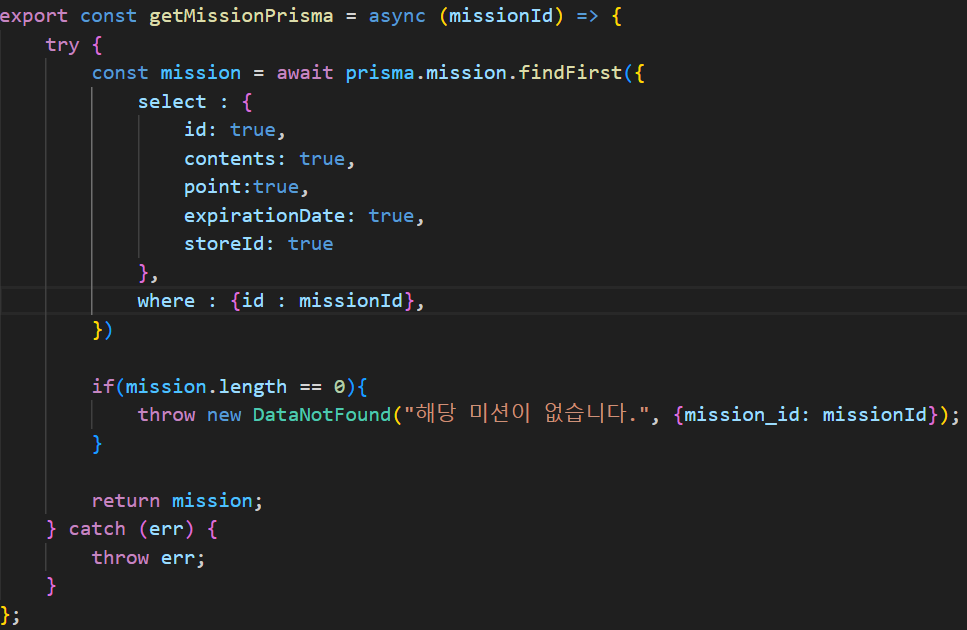 export const getMissionPrisma = async (missionId) => {
    try {
        const mission = await prisma.mission.findFirst({
            select : {
                id: true,
                contents: true,
                point:true,
                expirationDate: true,
                storeId: true
            },
            where : {id : missionId},
        })

        if(mission.length == 0){
            throw new DataNotFound("해당 미션이 없습니다.", {mission_id: missionId});
        }

        return mission;
    } catch (err) {
        throw err;
    }
};